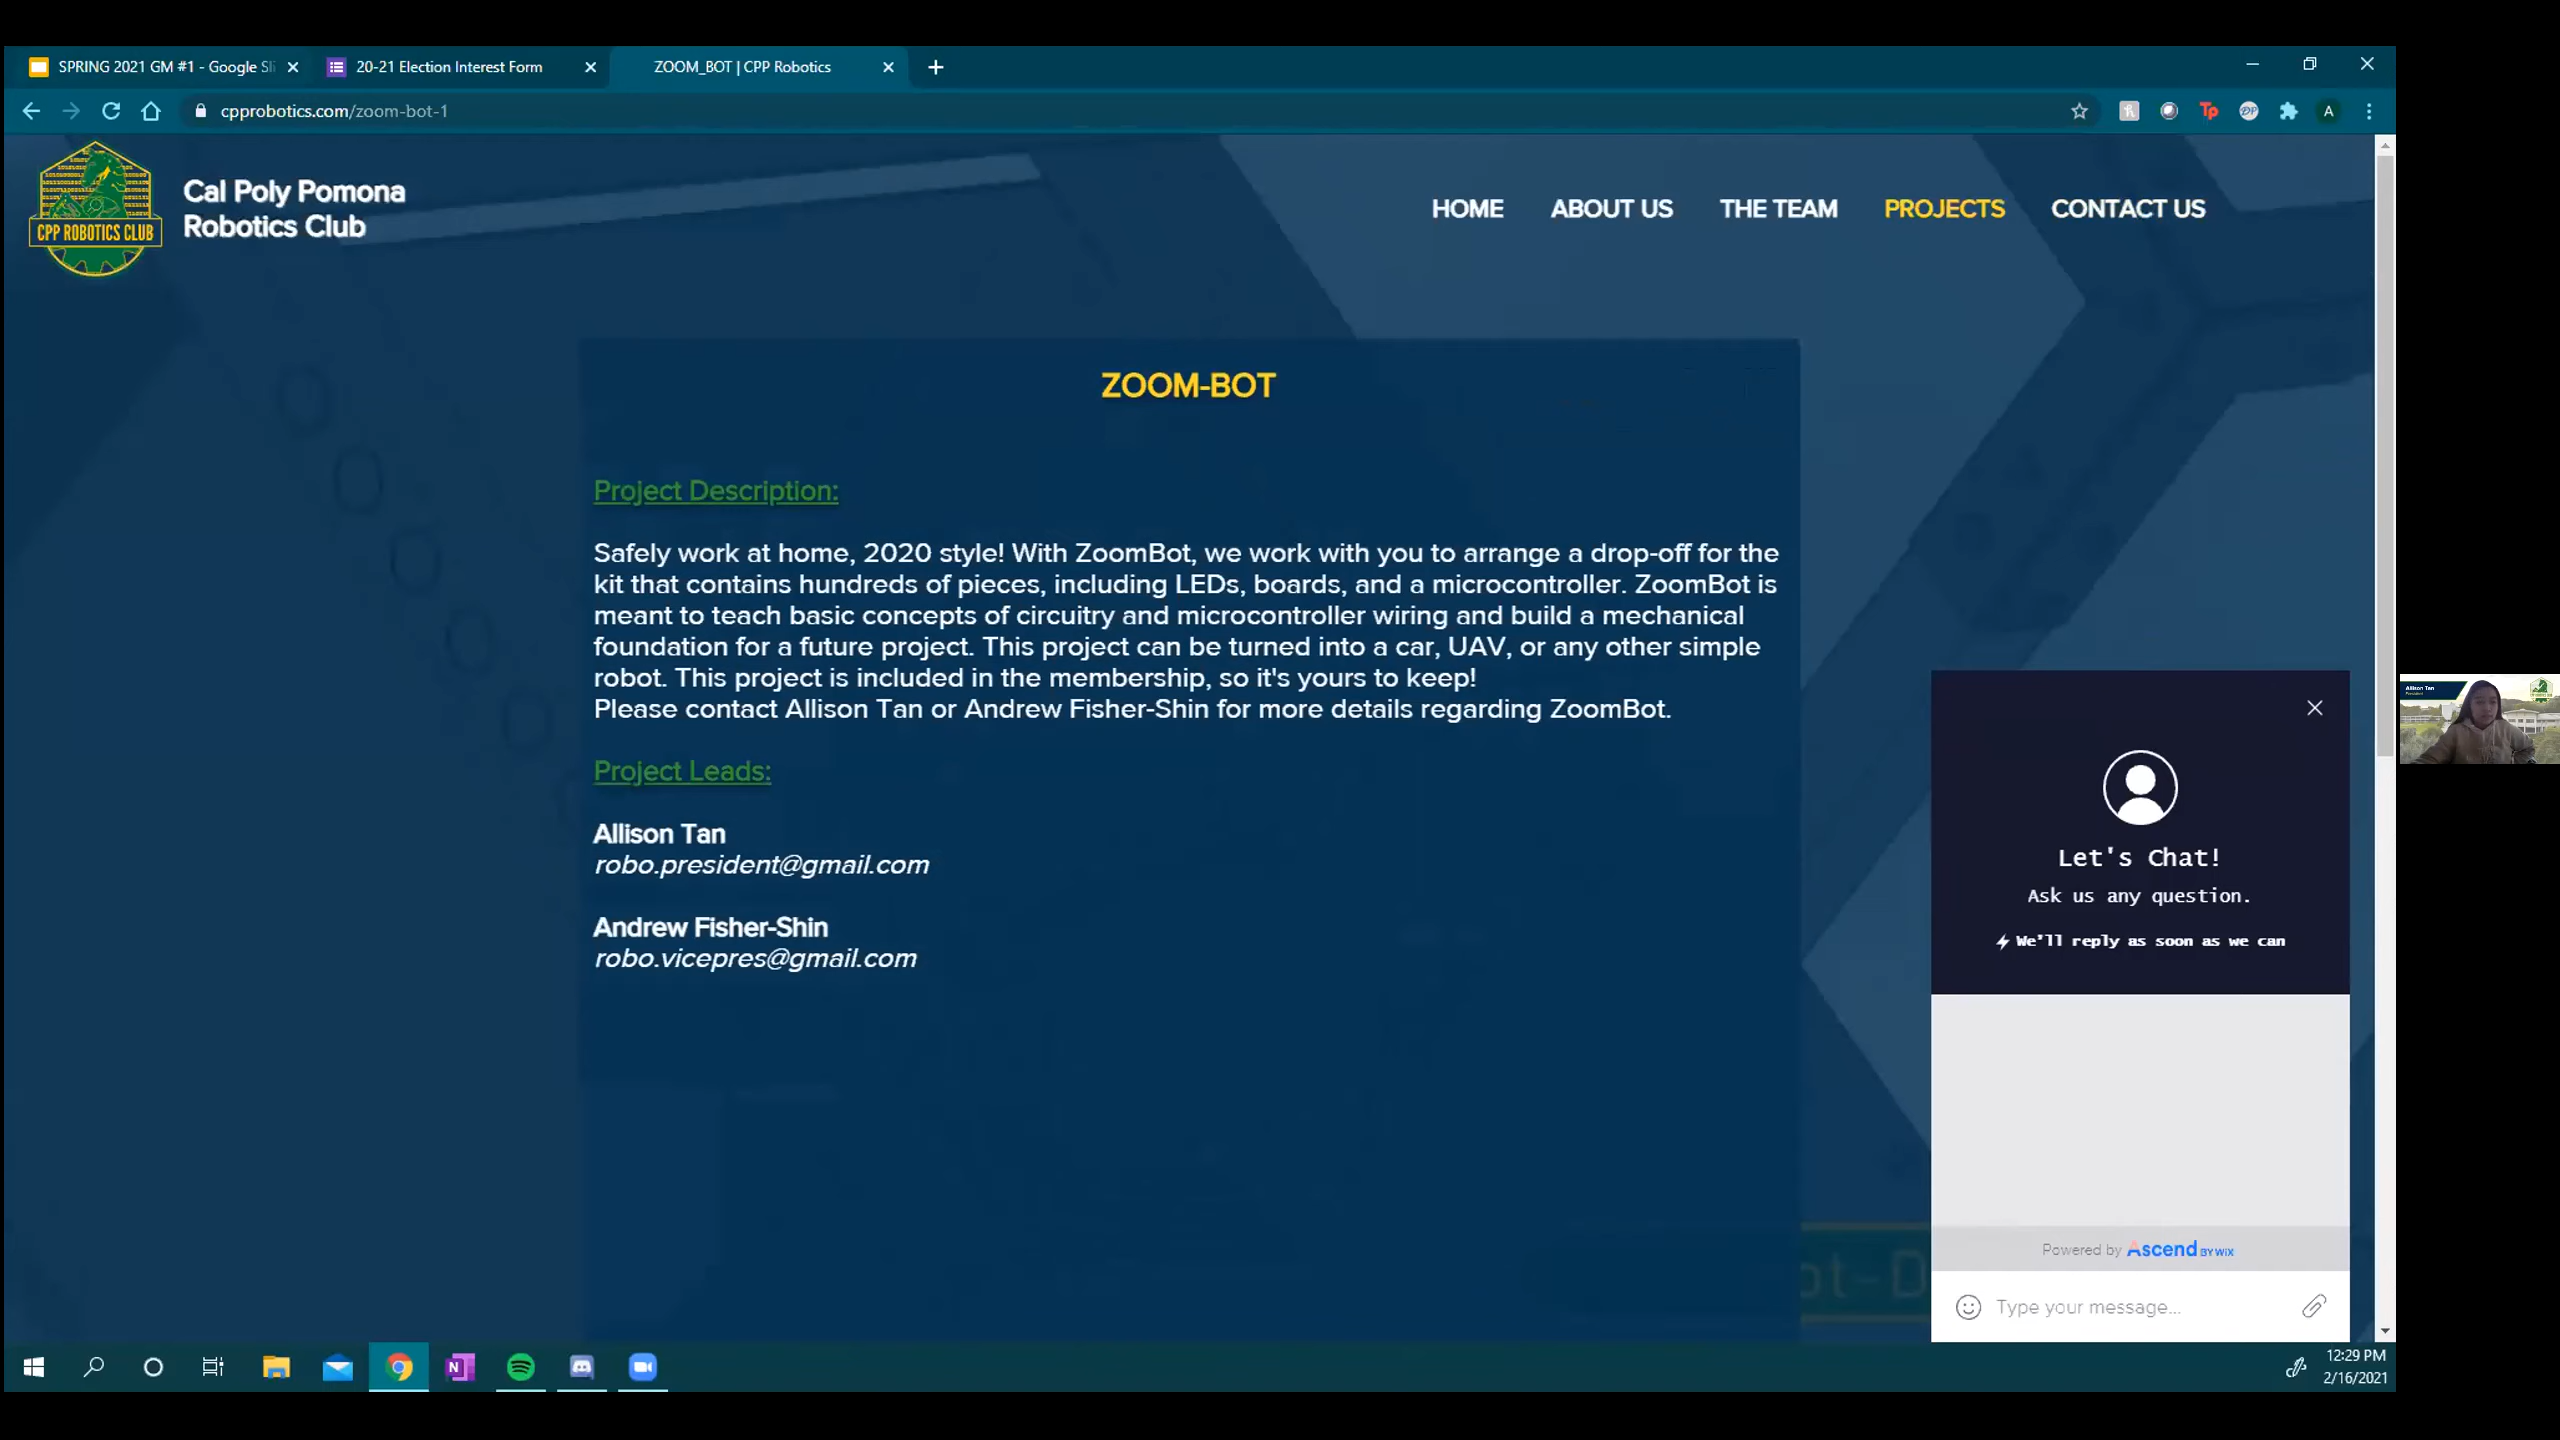 SPRING 2021 GM #1 - Google Sli
20-21 Election Interest Form
ZOOM_BOT | CPP Robotics
cpprobotics.com/zoom-bot-1
Tp
DP
A
CPP ROBOTICS CLUB
Cal Poly Pomona
Robotics Club
HOME
ABOUT US
THE TEAM
PROJECTS
CONTACT US
ZOOM-BOT
Project Description:
Safely work at home, 2020 style! With ZoomBot, we work with you to arrange a drop-off for the
kit that contains hundreds of pieces, including LEDs, boards, and a microcontroller. ZoomBot is
meant to teach basic concepts of circuitry and microcontroller wiring and build a mechanical
foundation for a future project. This project can be turned into a car, UAV, or any other simple
robot. This project is included in the membership, so it's yours to keep!
Please contact Allison Tan or Andrew Fisher-Shin for more details regarding ZoomBot.
Project Leads:
Allison Tan
robo.president@gmail.com
Andrew Fisher-Shin
robo.vicepres@gmail.com
Allison Tan
President
Let's Chat!
Ask us any question.
We'll reply as soon as we can
Powered by Ascend BY WIX
Type your message...
ot-D
N
12:29 PM
2/16/2021